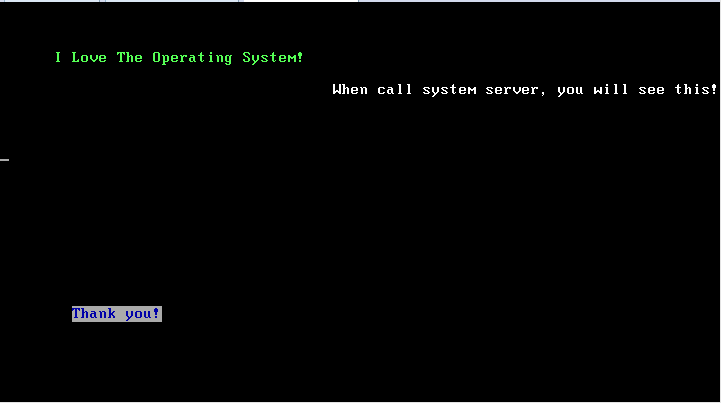 I Love The Operating System!
When call system server, you will see this!
Thank you!